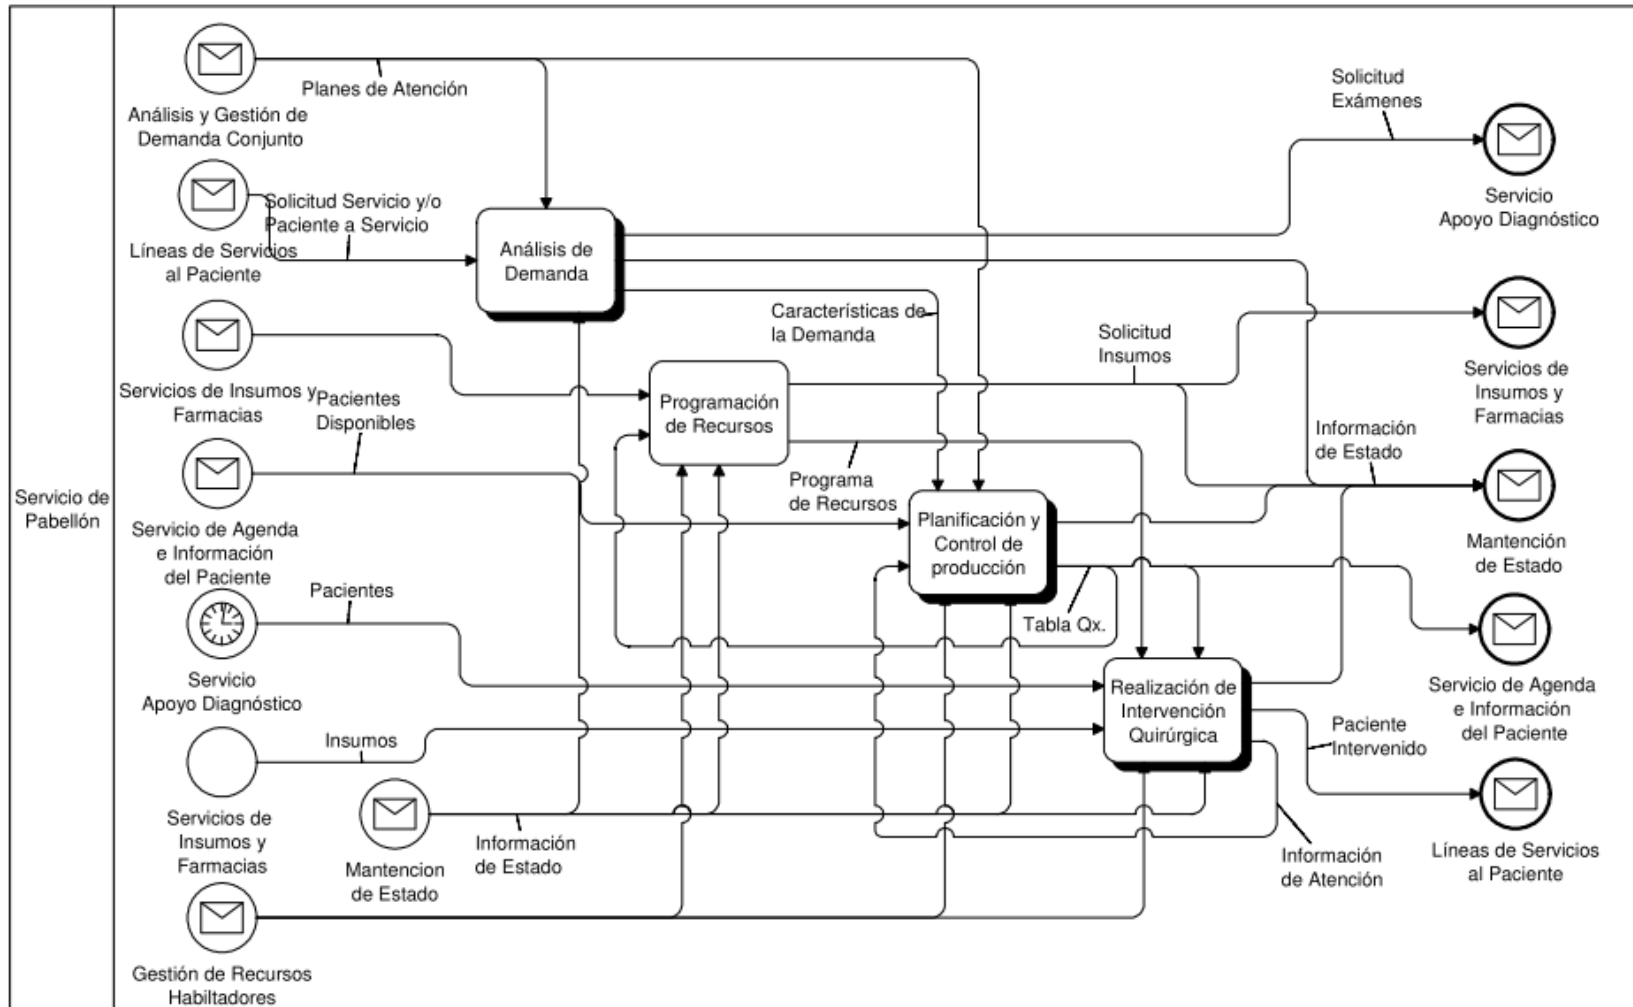 Servicio de
Pabellón
Planes de Atención
Análisis y Gestión de
Demanda Conjunto
Solicitud Servicio y/o
Paciente a Servicio
Líneas de Servicios
al Paciente
Servicios de Insumos y
Farmacias
Pacientes
Disponibles
Servicio de Agenda
e Información
del Paciente
Pacientes
Servicio
Apoyo Diagnóstico
Insumos
Servicios de
Insumos y
Farmacias
Mantencion
de Estado
Información
de Estado
Gestión de Recursos
Habiltadores
Análisis de
Demanda
Características de
la Demanda
Programación
de Recursos
Programa
de Recursos
Solicitud
Insumos
Planificación y
Control de
producción
Tabla Qx.
Realización de
Intervención
Quirúrgica
Información
de Atención
Paciente
Intervenido
Solicitud
Exámenes
Información
de Estado
Servicio
Apoyo Diagnóstico
Servicios de
Insumos y
Farmacias
Mantención
de Estado
Servicio de Agenda
e Información
del Paciente
Líneas de Servicios
al Paciente